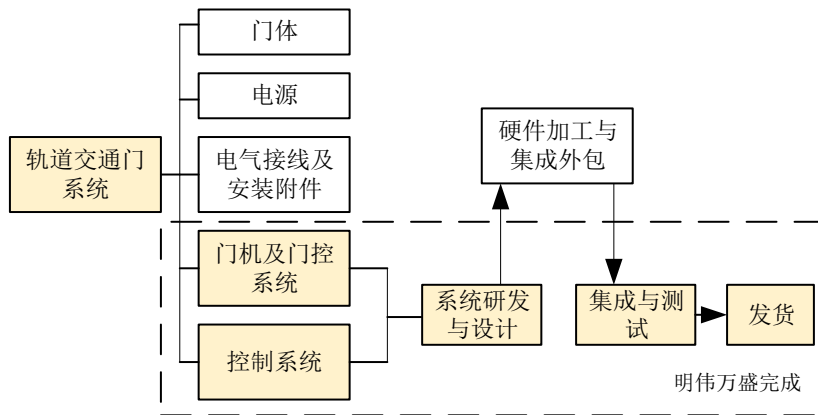 门体
电源
轨道交通门
系统
电气接线及
安装附件
硬件加工与
集成外包
门机及门控
系统
系统研发
与设计
集成与测
试
发货
控制系统
明伟万盛完成